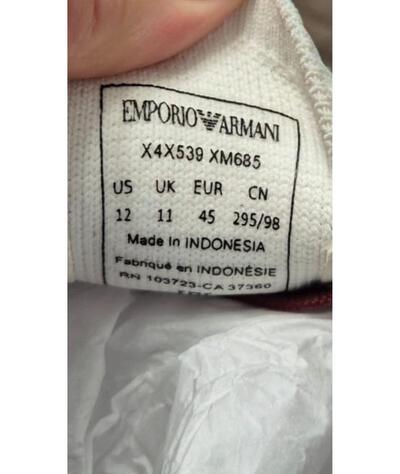 EMPORIO ARMANI
X4X539 XM685
US UK EUR CN
12 11 45 295/98
Made in INDONESIA
Fabriqué en INDONÉSIE
RN 103723-CA 37360